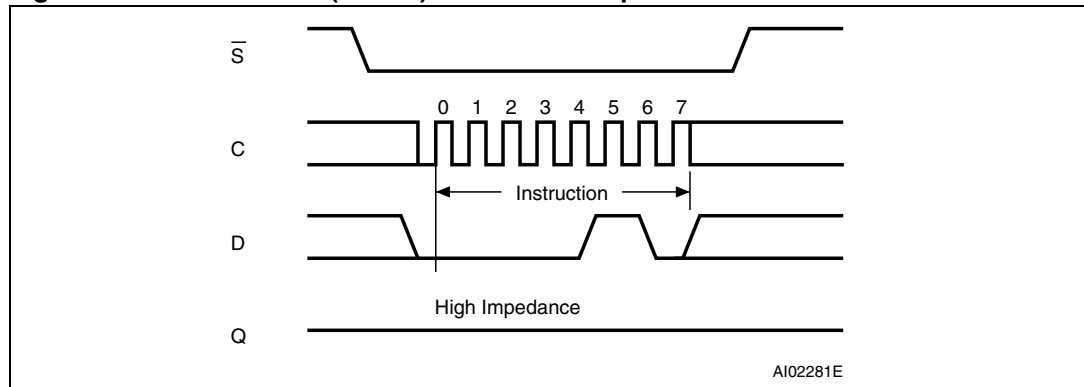 S̅
0 1 2 3 4 5 6 7
C
Instruction
D
High Impedance
Q
AI02281E